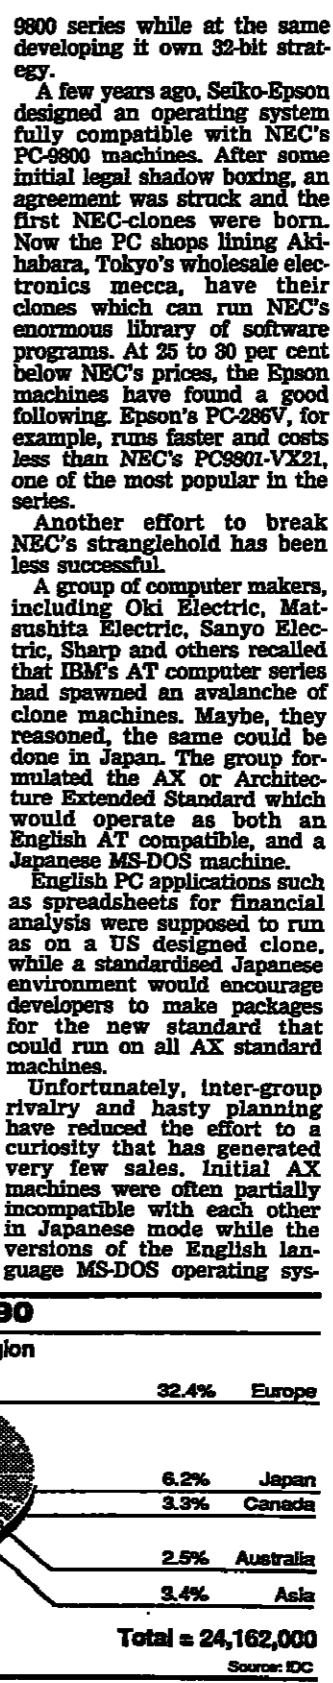 9800 series while at the same
developing it own 32-bit strat-
egy.
A few years ago, Seiko-Epson
designed an operating system
fully compatible with NEC's
PC-9800 machines. After some
initial legal shadow boxing, an
agreement was struck and the
first NEC-clones were born.
Now the PC shops lining Aki-
habara, Tokyo's wholesale elec-
tronics mecca, have their
clones which can run NEC's
enormous library of software
programs. At 25 to 30 per cent
below NEC's prices, the Epson
machines have found a good
following. Epson's PC-286V, for
example, runs faster and costs
less than NEC's PC9801-VX21,
one of the most popular in the
series.
Another effort to break
NEC's stranglehold has been
less successful.
A group of computer makers,
including Oki Electric, Mat-
sushita Electric, Sanyo Elec-
tric, Sharp and others recalled
that IBM's AT computer series
had spawned an avalanche of
clone machines. Maybe, they
reasoned, the same could be
done in Japan. The group for-
mulated the AX or Architec-
ture Extended Standard which
would operate as both an
English AT compatible, and a
Japanese MS-DOS machine.
English PC applications such
as spreadsheets for financial
analysis were supposed to run
as on a US designed clone,
while a standardised Japanese
environment would encourage
developers to make packages
for the new standard that
could run on all AX standard
machines.
Unfortunately, inter-group
rivalry and hasty planning
have reduced the effort to a
curiosity that has generated
very few sales. Initial AX
machines were often partially
incompatible with each other
in Japanese mode while the
versions of the English lan-
guage MS-DOS operating sys-
90
gion
32.4% Europe
6.2% Japan
3.3% Canada
2.5% Australia
3.4% Asia
Total = 24,162,000
Source: IDC